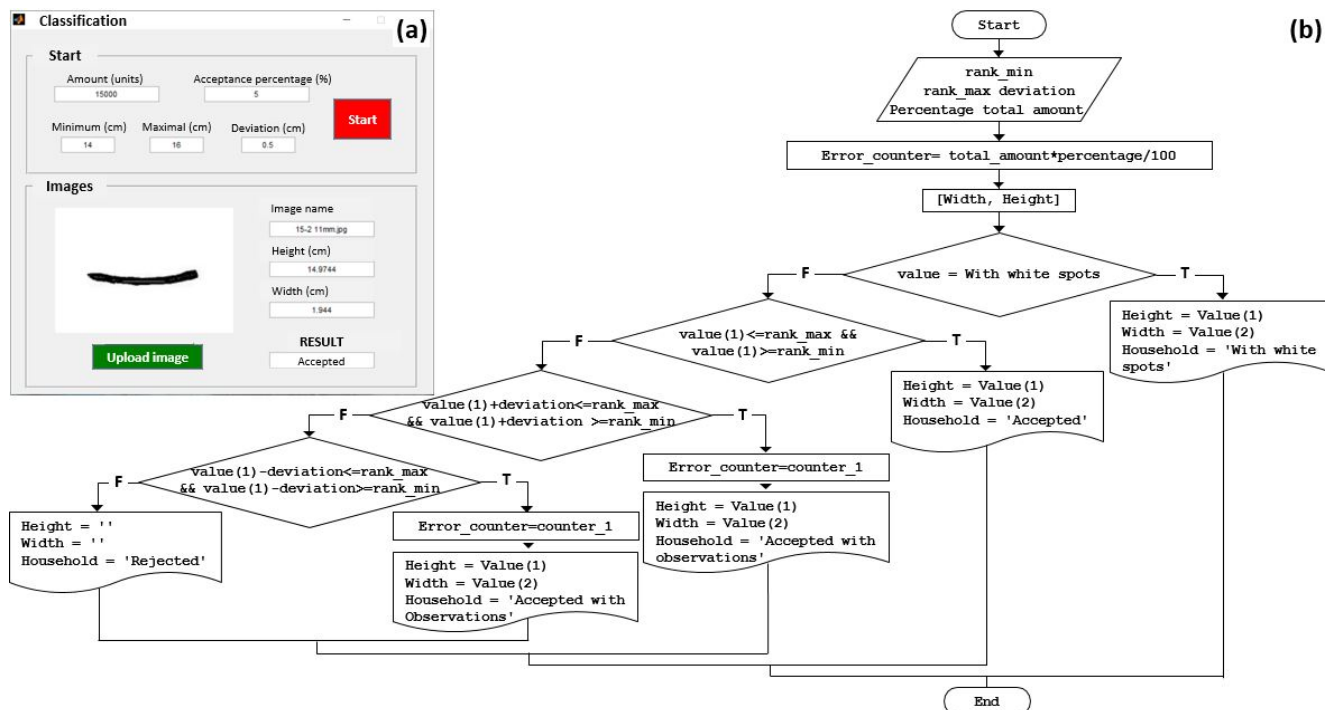 Classification
(a)
Start
Amount (units)
Acceptance percentage (%)
15000
5
Start
Minimum (cm)
Maximal (cm)
Deviation (cm)
14
16
0.5
Images
Image name
15-2 11mm.jpg
Height (cm)
14.9744
Width (cm)
1.944
RESULT
Accepted
Upload image
(b)
Start
rank_min
rank_max deviation
Percentage total amount
Error_counter= total_amount*percentage/100
[Width, Height]
value = With white spots
F
T
Height = Value(1)
Width = Value(2)
Household = 'With white
spots'
value(1)<=rank_max &&
value(1)>=rank_min
F
T
Height = Value(1)
Width = Value(2)
Household = 'Accepted'
value(1)+deviation<=rank_max
&& value(1)+deviation >=rank_min
F
T
Error_counter=counter_1
Height = Value(1)
Width = Value(2)
Household = 'Accepted with
observations'
value(1)-deviation<=rank_max
&& value(1)-deviation>=rank_min
F
T
Error_counter=counter_1
Height = Value(1)
Width = Value(2)
Household = 'Accepted with
Observations'
Height = ''
Width = ''
Household = 'Rejected'
End